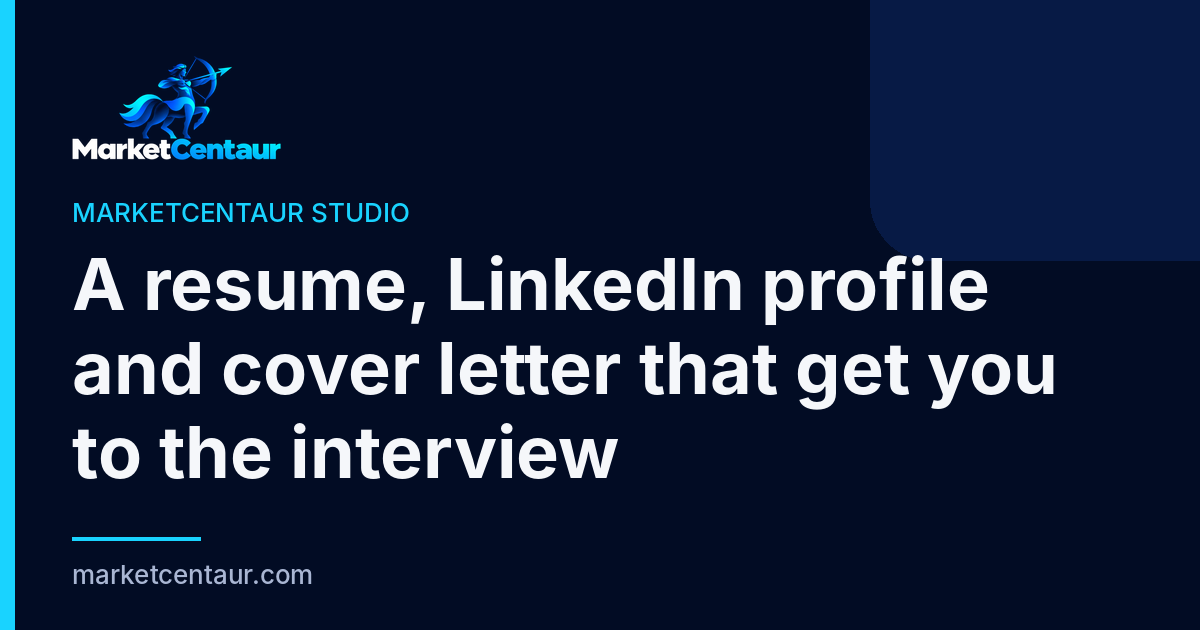 MarketCentaur
MARKETCENTAUR STUDIO
A resume, LinkedIn profile
and cover letter that get you
to the interview
marketcentaur.com